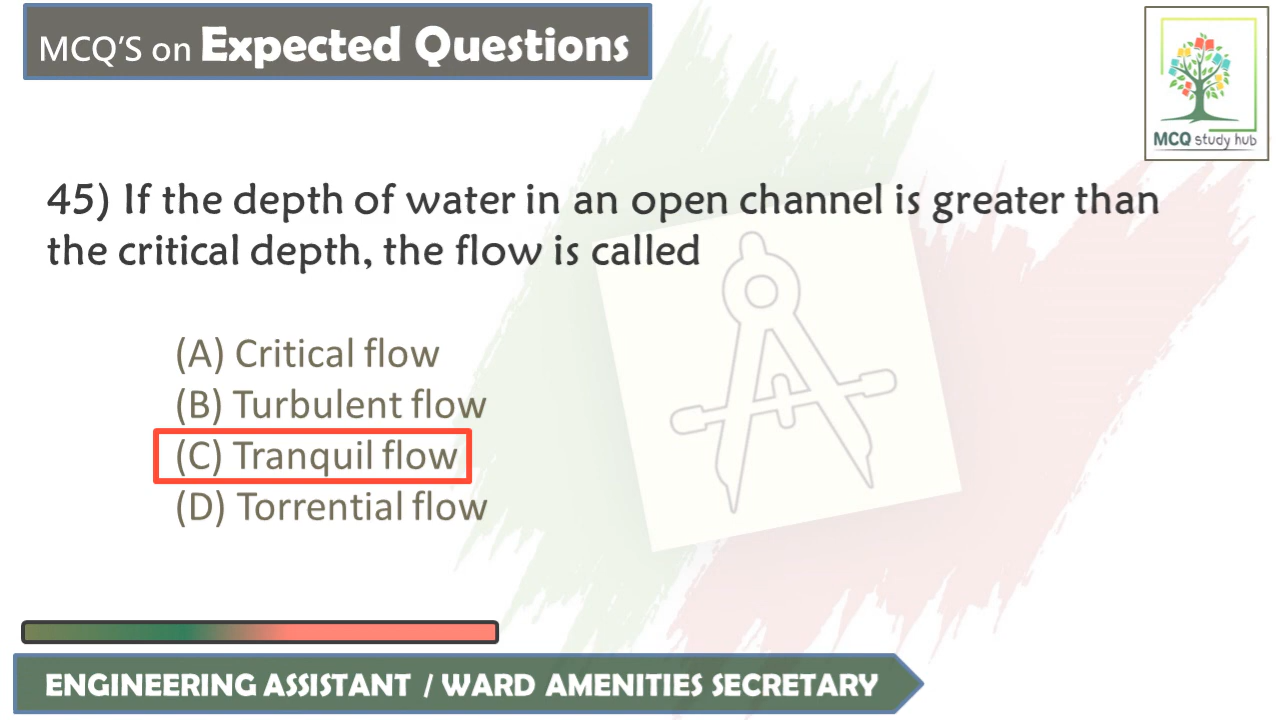 MCQ'S on Expected Questions
MCQ study hub
45) If the depth of water in an open channel is greater than
the critical depth, the flow is called
(A) Critical flow
(B) Turbulent flow
(C) Tranquil flow
(D) Torrential flow
ENGINEERING ASSISTANT / WARD AMENITIES SECRETARY